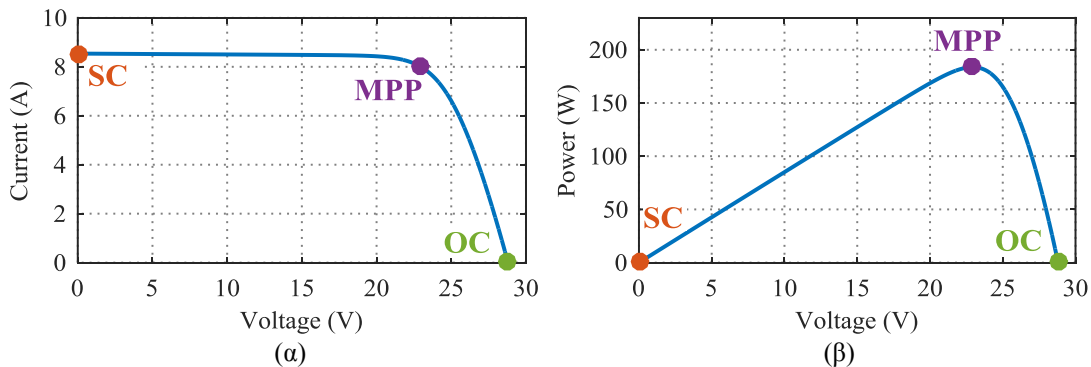 10
8
6
4
2
0
Current (A)
SC
MPP
OC
0 5 10 15 20 25 30
Voltage (V)
(α)
200
150
100
50
0
Power (W)
MPP
SC
OC
0 5 10 15 20 25 30
Voltage (V)
(β)